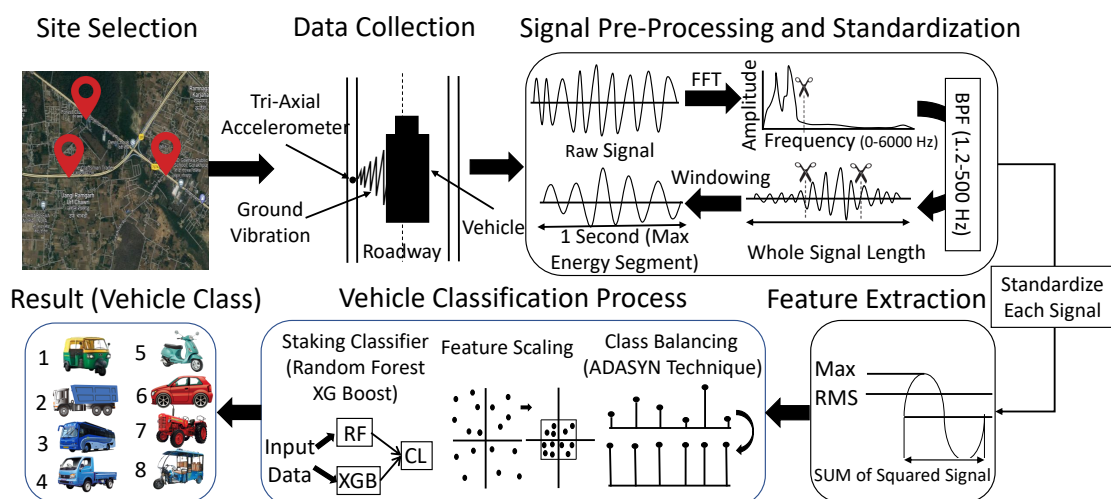 Site Selection
Data Collection
Signal Pre-Processing and Standardization
Tri-Axial
Accelerometer
Ground
Vibration
Roadway
Vehicle
Raw Signal
FFT
Amplitude
Frequency (0-6000 Hz)
BPF (1.2-500 Hz)
Windowing
1 Second (Max
Energy Segment)
Whole Signal Length
Standardize
Each Signal
Result (Vehicle Class)
Vehicle Classification Process
Feature Extraction
1
2
3
4
5
6
7
8
Staking Classifier
(Random Forest
XG Boost)
Input
Data
RF
XGB
CL
Feature Scaling
Class Balancing
(ADASYN Technique)
Max
RMS
SUM of Squared Signal